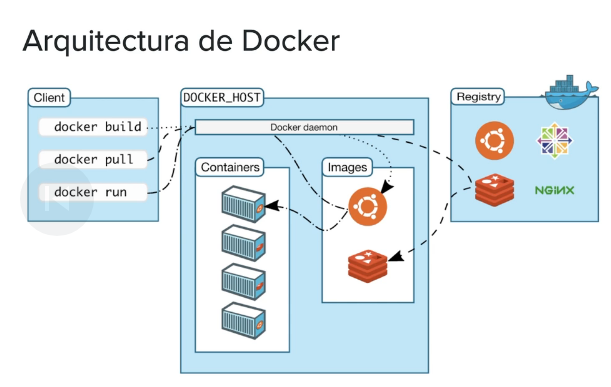 Arquitectura de Docker
Client
docker build
docker pull
docker run
DOCKER_HOST
Docker daemon
Containers
Images
Registry
NGINX